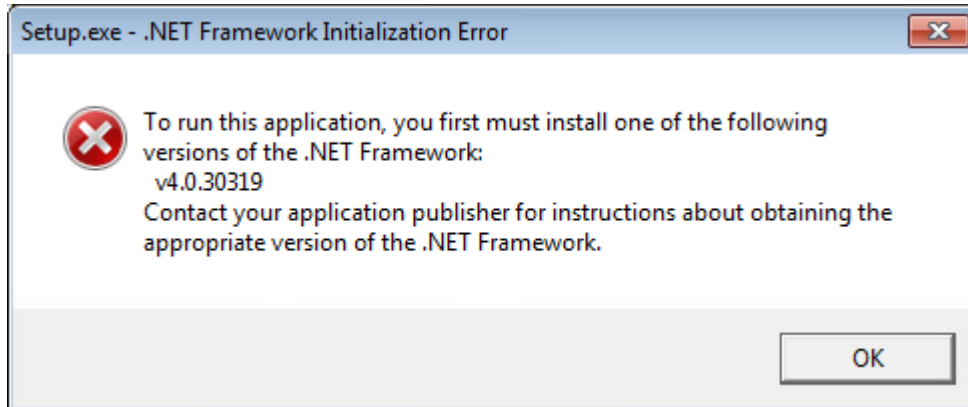 Setup.exe - .NET Framework Initialization Error
To run this application, you first must install one of the following
versions of the .NET Framework:
v4.0.30319
Contact your application publisher for instructions about obtaining the
appropriate version of the .NET Framework.
OK